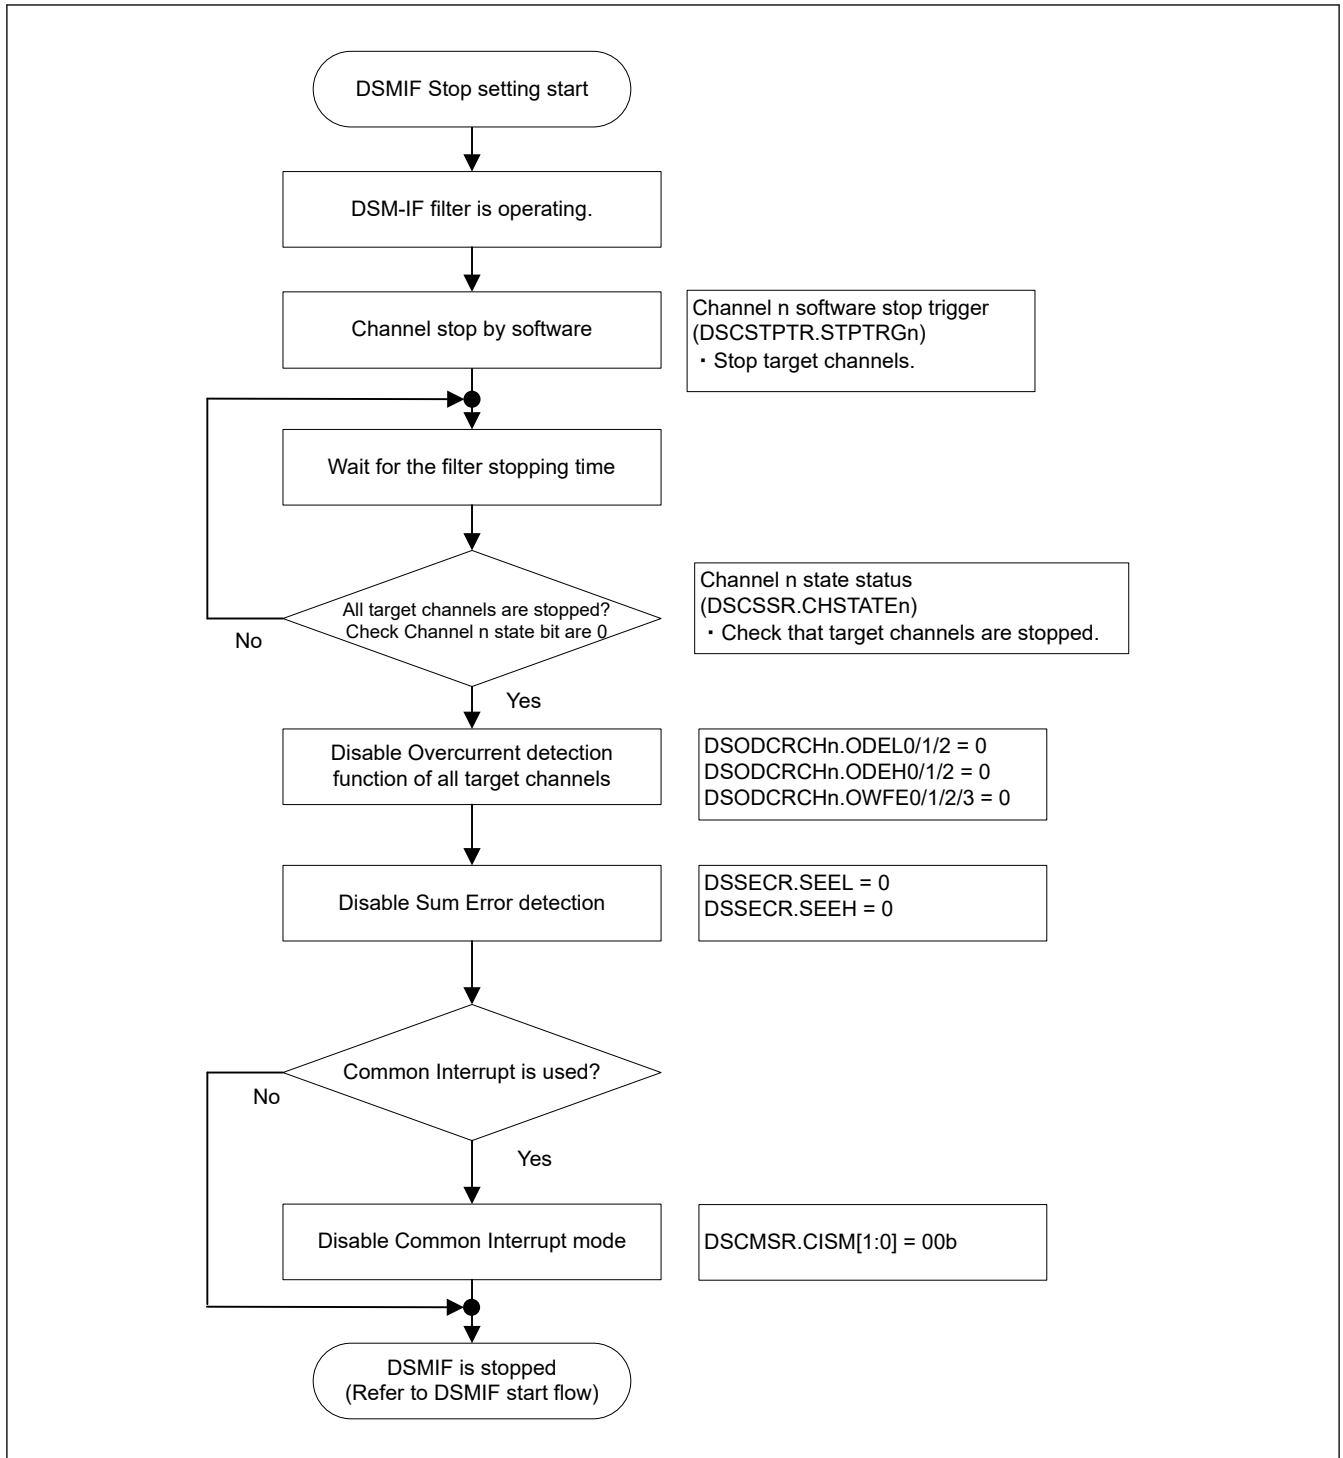 DSMIF Stop setting start
DSM-IF filter is operating.
Channel stop by software
Channel n software stop trigger
(DSCSTPTR.STPTRGn)
・Stop target channels.
Wait for the filter stopping time
All target channels are stopped?
Check Channel n state bit are 0
No
Channel n state status
(DSCSSR.CHSTATEn)
・Check that target channels are stopped.
Yes
Disable Overcurrent detection
function of all target channels
DSODCRCHn.ODEL0/1/2 = 0
DSODCRCHn.ODEH0/1/2 = 0
DSODCRCHn.OWFE0/1/2/3 = 0
Disable Sum Error detection
DSSECR.SEEL = 0
DSSECR.SEEH = 0
Common Interrupt is used?
No
Yes
Disable Common Interrupt mode
DSCMSR.CISM[1:0] = 00b
DSMIF is stopped
(Refer to DSMIF start flow)